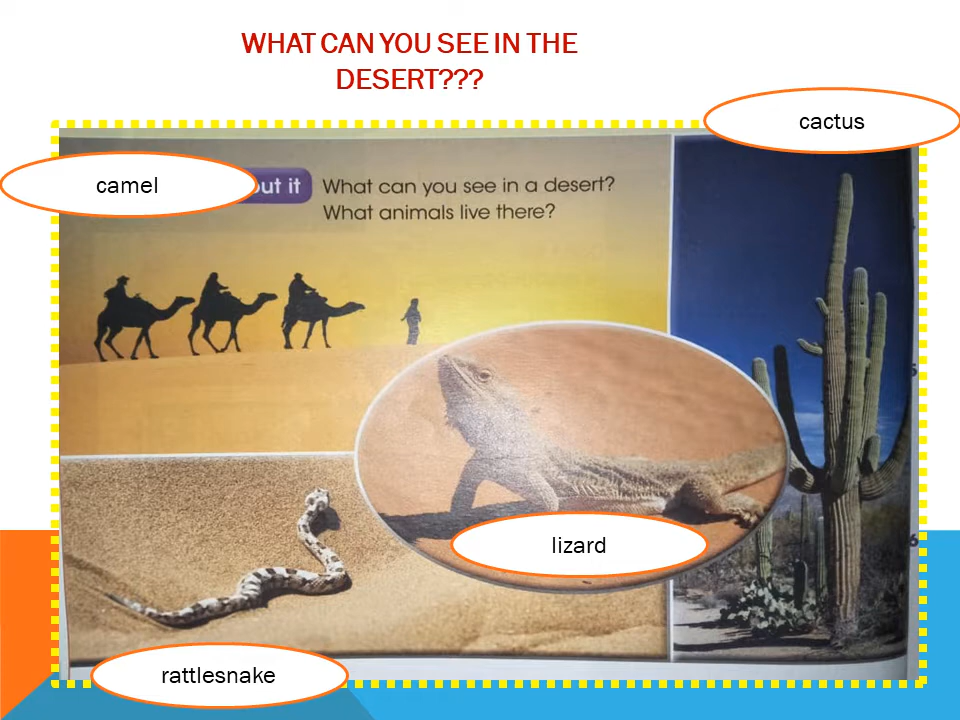 WHAT CAN YOU SEE IN THE
DESERT???
cactus
camel
out it What can you see in a desert?
What animals live there?
lizard
rattlesnake